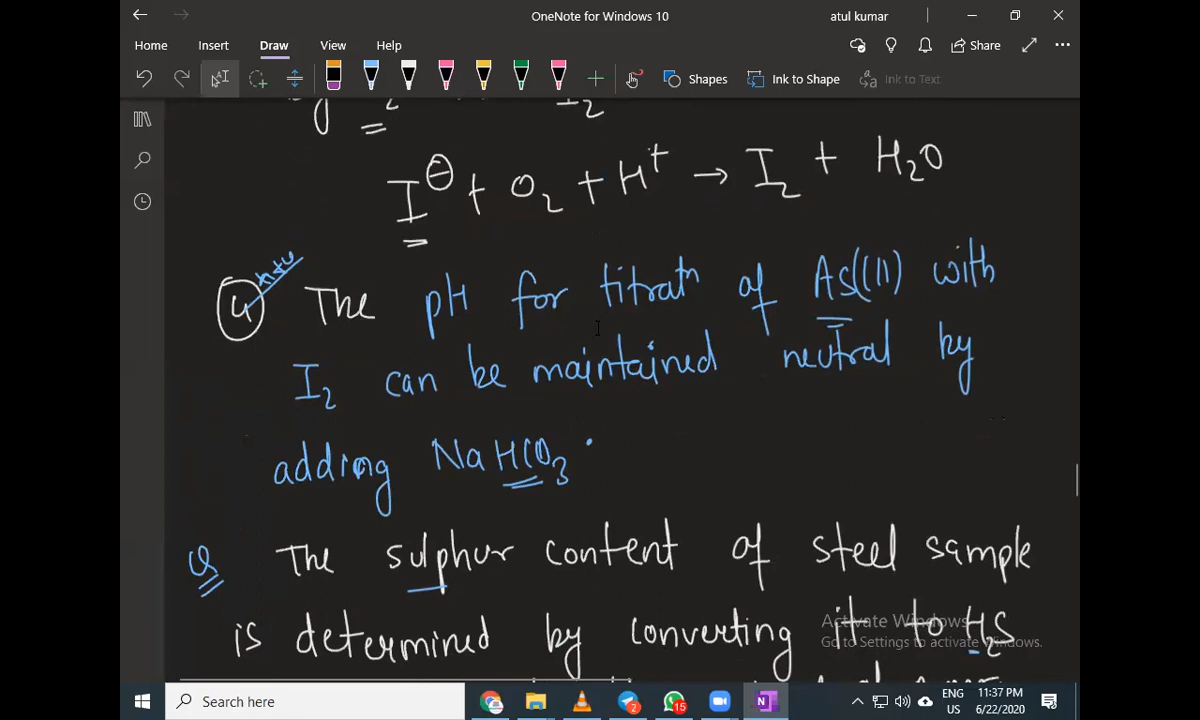 OneNote for Windows 10
atul kumar
Home Insert Draw View Help
Share
Shapes Ink to Shape Ink to Text
I2
I⊖ + O2 + H+ → I2 + H2O
4 The pH for titratn of As(III) with
I2 can be maintained neutral by
adding NaHCO3.
Q The sulphur content of steel sample
is determined by converting it to H2S
Activate Windows
Go to Settings to activate Windows.
Search here
2
15
ENG
US
11:37 PM
6/22/2020